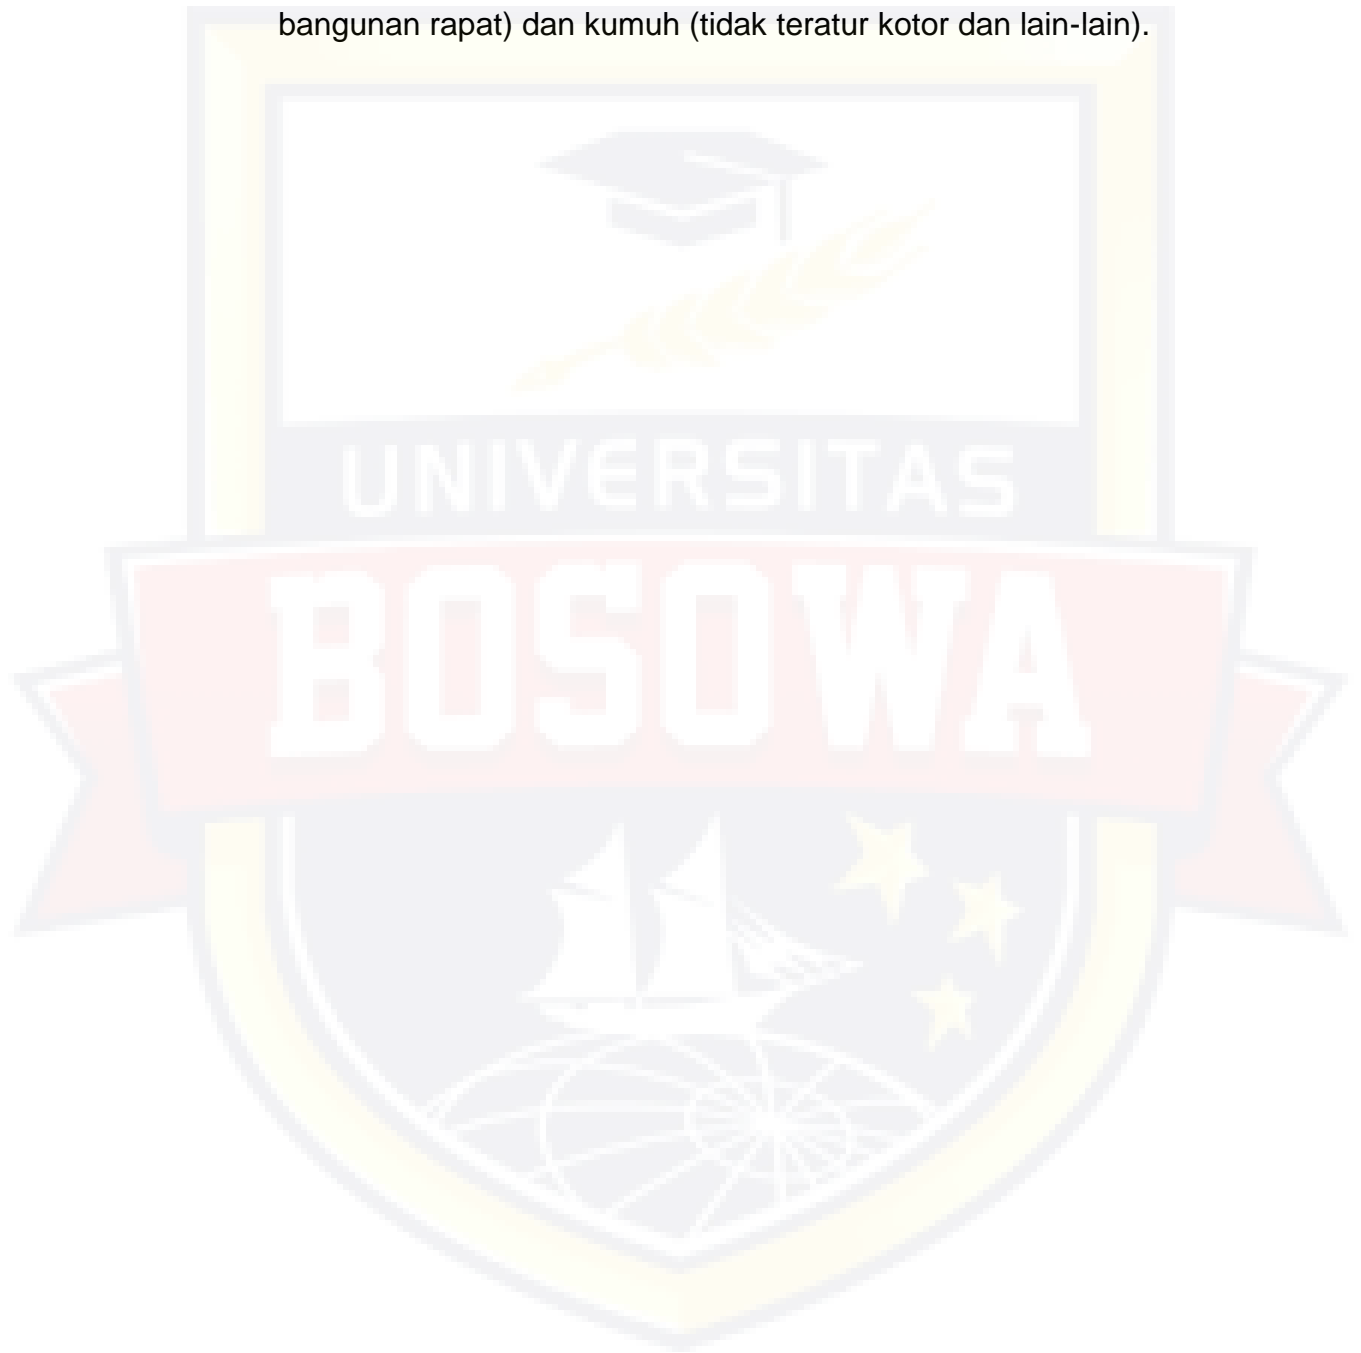 bangunan rapat) dan kumuh (tidak teratur kotor dan lain-lain).
UNIVERSITAS
BOSOWA